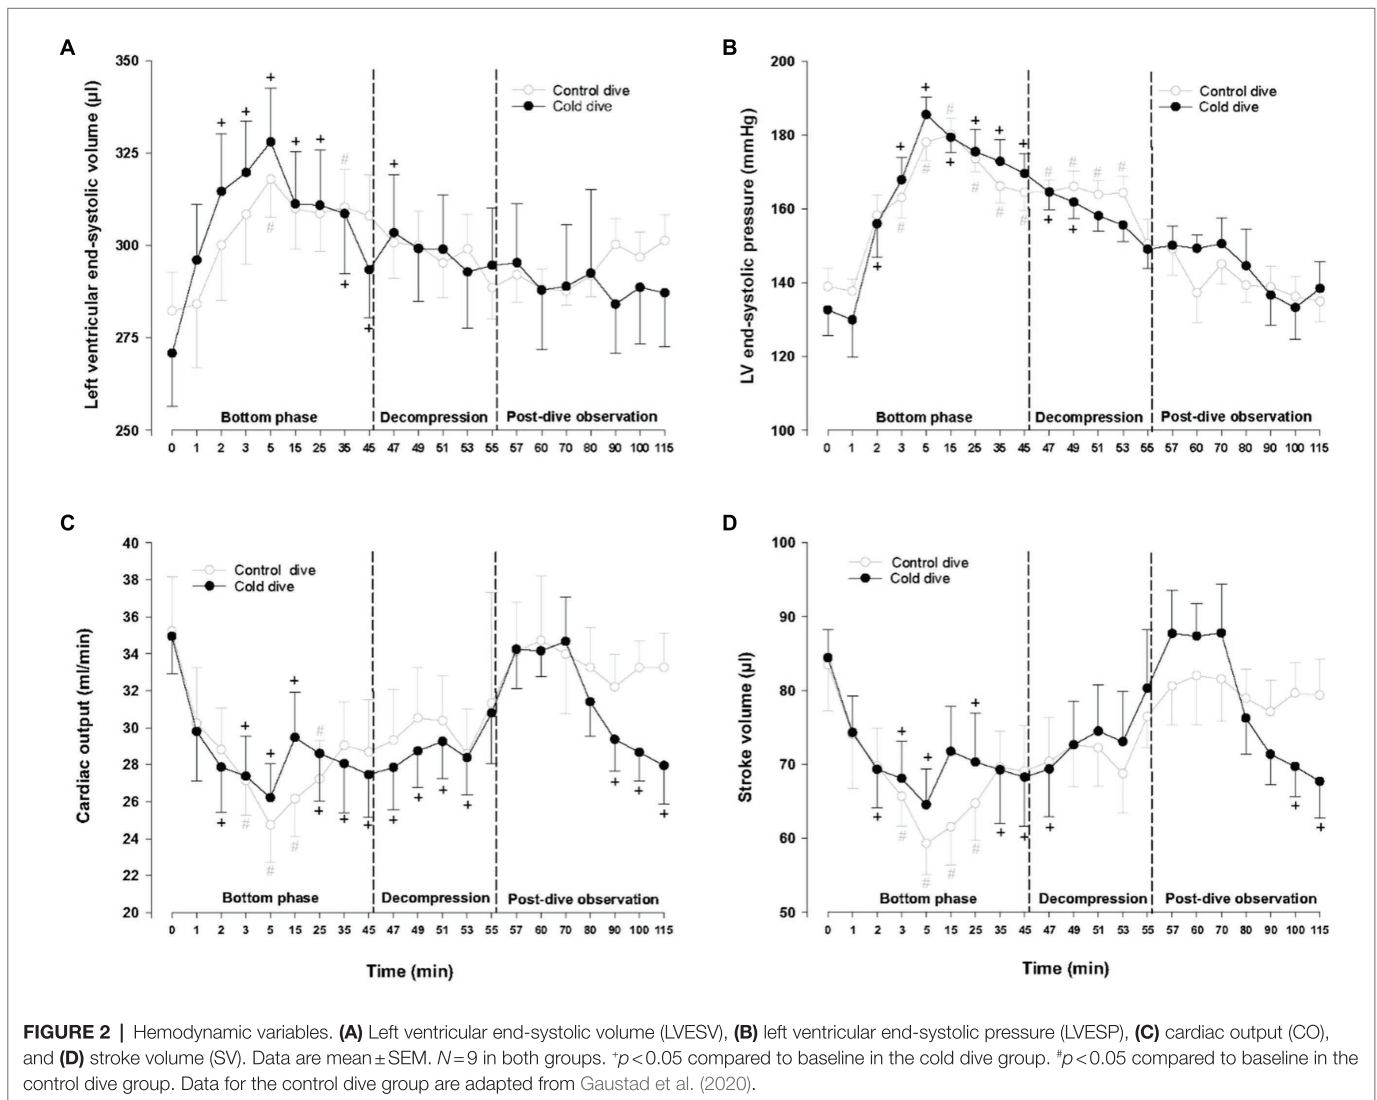 A
350
325
300
275
250
Left ventricular end-systolic volume (µl)
Control dive
Cold dive
+ + + + + + # + # + +
Bottom phase Decompression Post-dive observation
0 1 2 3 5 15 25 35 45 47 49 51 53 55 57 60 70 80 90 100 115
B
200
180
160
140
120
100
LV end-systolic pressure (mmHg)
Control dive
Cold dive
+ + # + + + # # # # + # # # + + +
Bottom phase Decompression Post-dive observation
0 1 2 3 5 15 25 35 45 47 49 51 53 55 57 60 70 80 90 100 115
C
40
38
36
34
32
30
28
26
24
22
20
Cardiac output (ml/min)
Control dive
Cold dive
+ + + # + # # # + + + + + + + + + +
Bottom phase Decompression Post-dive observation
0 1 2 3 5 15 25 35 45 47 49 51 53 55 57 60 70 80 90 100 115
Time (min)
D
100
90
80
70
60
50
Stroke volume (µl)
Control dive
Cold dive
+ + + + # # # # + + + + +
Bottom phase Decompression Post-dive observation
0 1 2 3 5 15 25 35 45 47 49 51 53 55 57 60 70 80 90 100 115
Time (min)
FIGURE 2 | Hemodynamic variables. (A) Left ventricular end-systolic volume (LVESV), (B) left ventricular end-systolic pressure (LVESP), (C) cardiac output (CO),
and (D) stroke volume (SV). Data are mean ± SEM. N = 9 in both groups. +p < 0.05 compared to baseline in the cold dive group. #p < 0.05 compared to baseline in the
control dive group. Data for the control dive group are adapted from Gaustad et al. (2020).